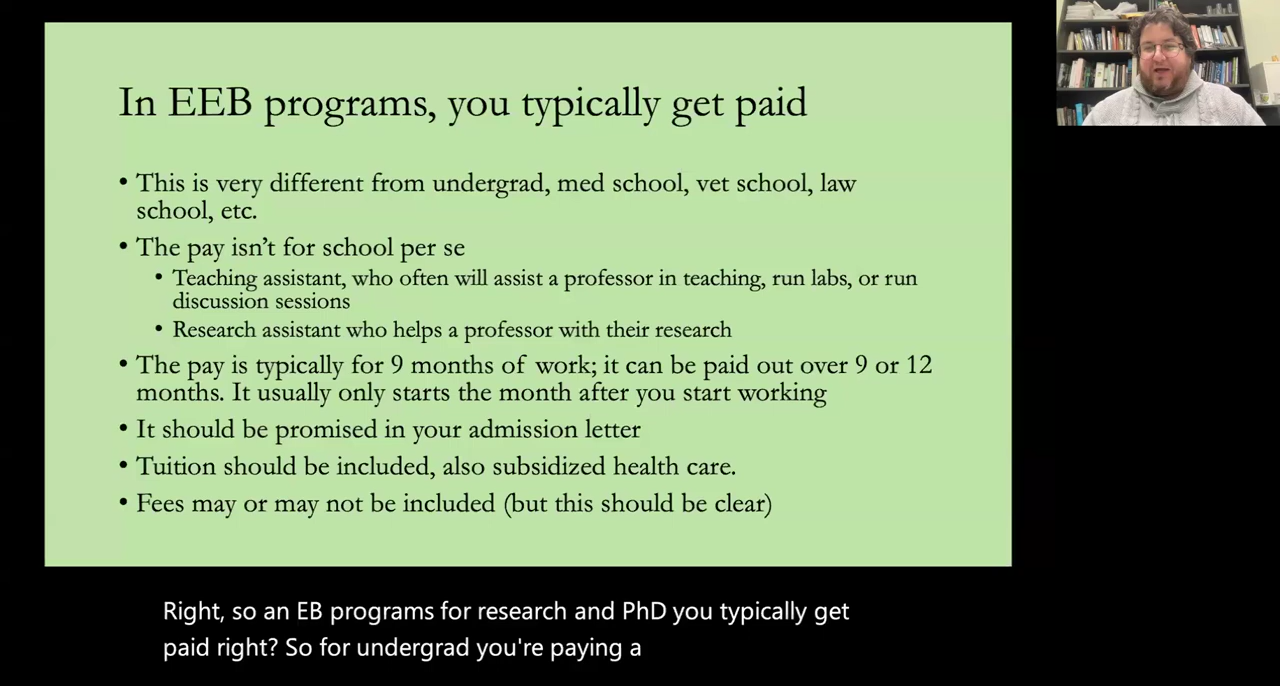 In EEB programs, you typically get paid
• This is very different from undergrad, med school, vet school, law
school, etc.
• The pay isn’t for school per se
• Teaching assistant, who often will assist a professor in teaching, run labs, or run
discussion sessions
• Research assistant who helps a professor with their research
• The pay is typically for 9 months of work; it can be paid out over 9 or 12
months. It usually only starts the month after you start working
• It should be promised in your admission letter
• Tuition should be included, also subsidized health care.
• Fees may or may not be included (but this should be clear)
Right, so an EB programs for research and PhD you typically get
paid right? So for undergrad you're paying a